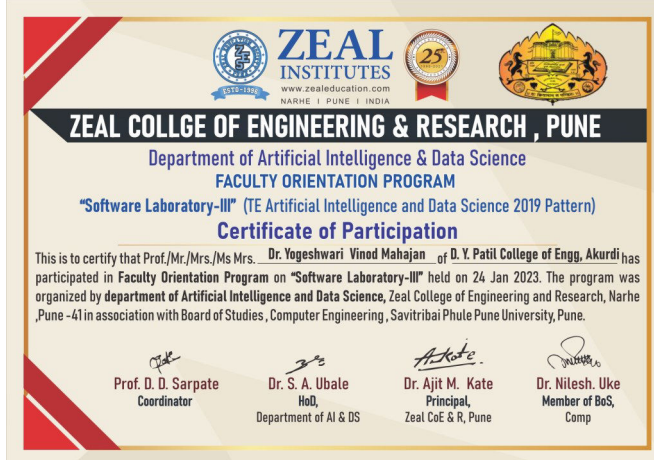 ZEAL
INSTITUTES
www.zealeducation.com
NARHE | PUNE | INDIA
ESTD-1996
25
ZEAL COLLGE OF ENGINEERING & RESEARCH , PUNE
Department of Artificial Intelligence & Data Science
FACULTY ORIENTATION PROGRAM
“Software Laboratory-III” (TE Artificial Intelligence and Data Science 2019 Pattern)
Certificate of Participation
This is to certify that Prof./Mr./Mrs./Ms Mrs. Dr. Yogeshwari Vinod Mahajan of D. Y. Patil College of Engg, Akurdi has
participated in Faculty Orientation Program on “Software Laboratory-III” held on 24 Jan 2023. The program was
organized by department of Artificial Intelligence and Data Science, Zeal College of Engineering and Research, Narhe
,Pune -41 in association with Board of Studies , Computer Engineering , Savitribai Phule Pune University, Pune.
Prof. D. D. Sarpate
Coordinator
Dr. S. A. Ubale
HoD,
Department of AI & DS
Dr. Ajit M. Kate
Principal,
Zeal CoE & R, Pune
Dr. Nilesh. Uke
Member of BoS,
Comp